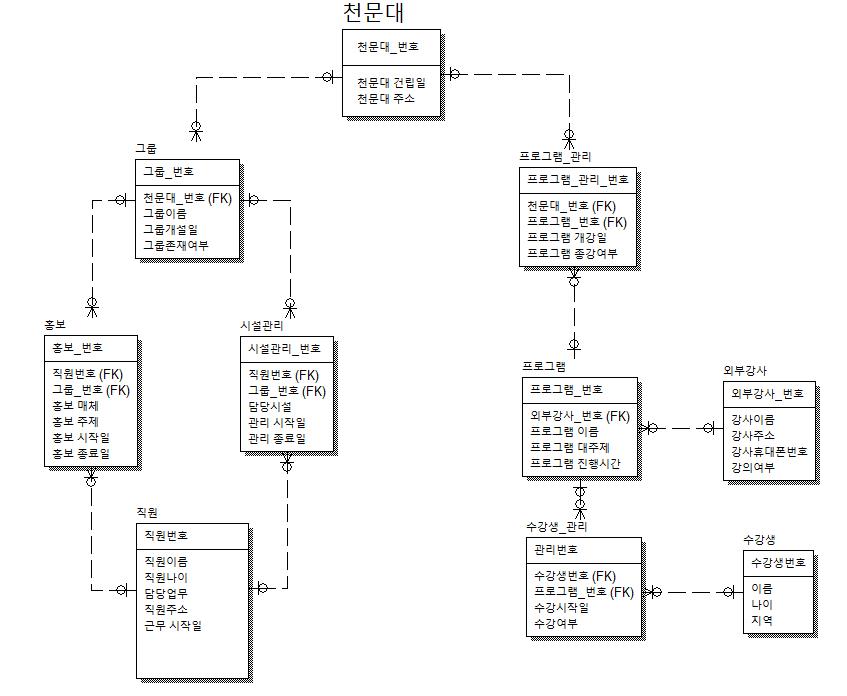 천문대
천문대_번호
천문대 건립일
천문대 주소
그룹
그룹_번호
천문대_번호 (FK)
그룹이름
그룹개설일
그룹존재여부
프로그램_관리
프로그램_관리_번호
천문대_번호 (FK)
프로그램_번호 (FK)
프로그램 개강일
프로그램 종강여부
홍보
홍보_번호
직원번호 (FK)
그룹_번호 (FK)
홍보 매체
홍보 주제
홍보 시작일
홍보 종료일
시설관리
시설관리_번호
직원번호 (FK)
그룹_번호 (FK)
담당시설
관리 시작일
관리 종료일
프로그램
프로그램_번호
외부강사_번호 (FK)
프로그램 이름
프로그램 대주제
프로그램 진행시간
외부강사
외부강사_번호
강사이름
강사주소
강사휴대폰번호
강의여부
직원
직원번호
직원이름
직원나이
담당업무
직원주소
근무 시작일
수강생_관리
관리번호
수강생번호 (FK)
프로그램_번호 (FK)
수강시작일
수강여부
수강생
수강생번호
이름
나이
지역